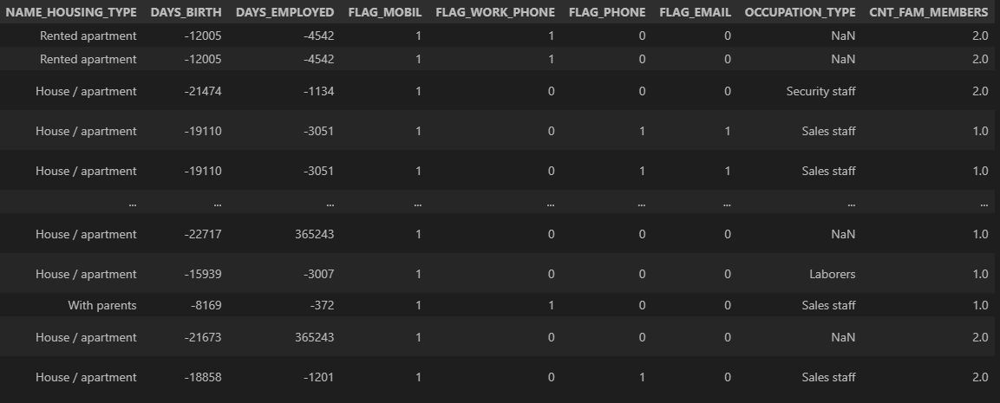 NAME_HOUSING_TYPE DAYS_BIRTH DAYS_EMPLOYED FLAG_MOBIL FLAG_WORK_PHONE FLAG_PHONE FLAG_EMAIL OCCUPATION_TYPE CNT_FAM_MEMBERS
Rented apartment -12005 -4542 1 1 0 0 NaN 2.0
Rented apartment -12005 -4542 1 1 0 0 NaN 2.0
House / apartment -21474 -1134 1 0 0 0 Security staff 2.0
House / apartment -19110 -3051 1 0 1 1 Sales staff 1.0
House / apartment -19110 -3051 1 0 1 1 Sales staff 1.0
... ... ... ... ... ... ... ... ...
House / apartment -22717 365243 1 0 0 0 NaN 1.0
House / apartment -15939 -3007 1 0 0 0 Laborers 1.0
With parents -8169 -372 1 1 0 0 Sales staff 1.0
House / apartment -21673 365243 1 0 0 0 NaN 2.0
House / apartment -18858 -1201 1 0 1 0 Sales staff 2.0